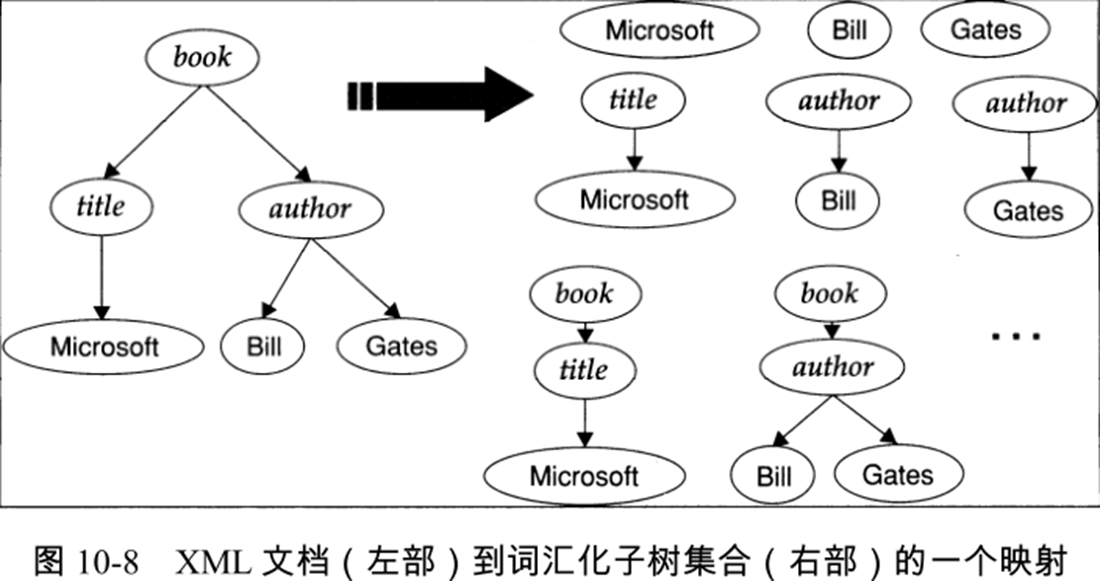 book
title author
Microsoft Bill Gates
Microsoft Bill Gates
title author author
Microsoft Bill Gates
book book
title author
Microsoft Bill Gates
...
图 10-8 XML 文档（左部）到词汇化子树集合（右部）的一个映射